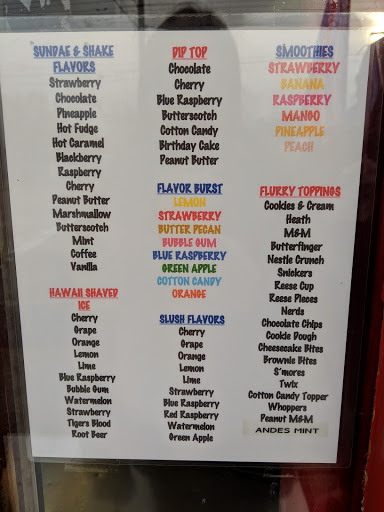 SUNDAE & SHAKE
FLAVORS
Strawberry
Chocolate
Pineapple
Hot Fudge
Hot Caramel
Blackberry
Raspberry
Cherry
Peanut Butter
Marshmallow
Butterscotch
Mint
Coffee
Vanilla
HAWAII SHAVED
ICE
Cherry
Grape
Orange
Lemon
Lime
Blue Raspberry
Bubble Gum
Watermelon
Strawberry
Tigers Blood
Root Beer
DIP TOP
Chocolate
Cherry
Blue Raspberry
Butterscotch
Cotton Candy
Birthday Cake
Peanut Butter
FLAVOR BURST
LEMON
STRAWBERRY
BUTTER PECAN
BUBBLE GUM
BLUE RASPBERRY
GREEN APPLE
COTTON CANDY
ORANGE
SLUSH FLAVORS
Cherry
Grape
Orange
Lemon
Lime
Strawberry
Blue Raspberry
Red Raspberry
Watermelon
Green Apple
SMOOTHIES
STRAWBERRY
BANANA
RASPBERRY
MANGO
PINEAPPLE
PEACH
FLURRY TOPPINGS
Cookies & Cream
Heath
M&M
Butterfinger
Nestle Crunch
Snickers
Reese Cup
Reese Pieces
Nerds
Chocolate Chips
Cookie Dough
Cheesecake Bites
Brownie Bites
S'mores
Twix
Cotton Candy Topper
Whoppers
Peanut M&M
ANDES MINT